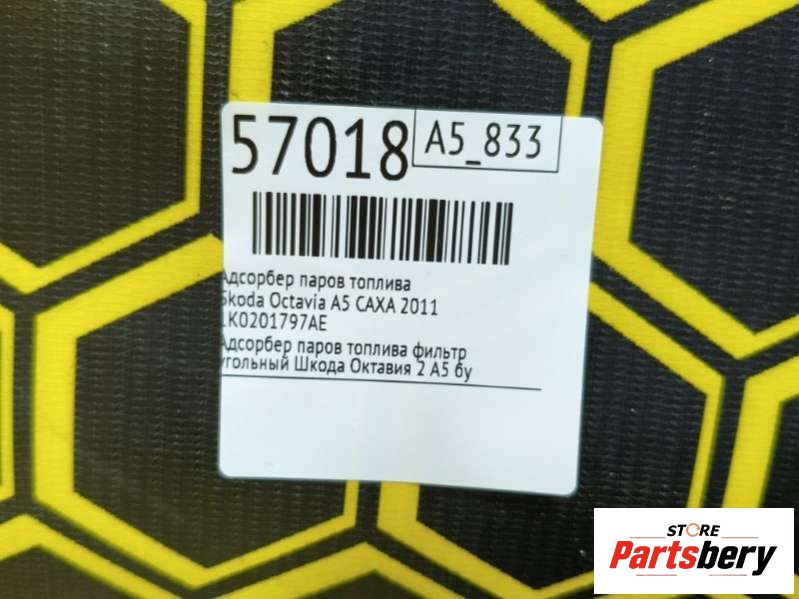 57018
A5_833
Адсорбер паров топлива
Skoda Octavia A5 CAXA 2011
1K0201797AE
Адсорбер паров топлива фильтр
угольный Шкода Октавия 2 А5 бу
STORE
Partsbery